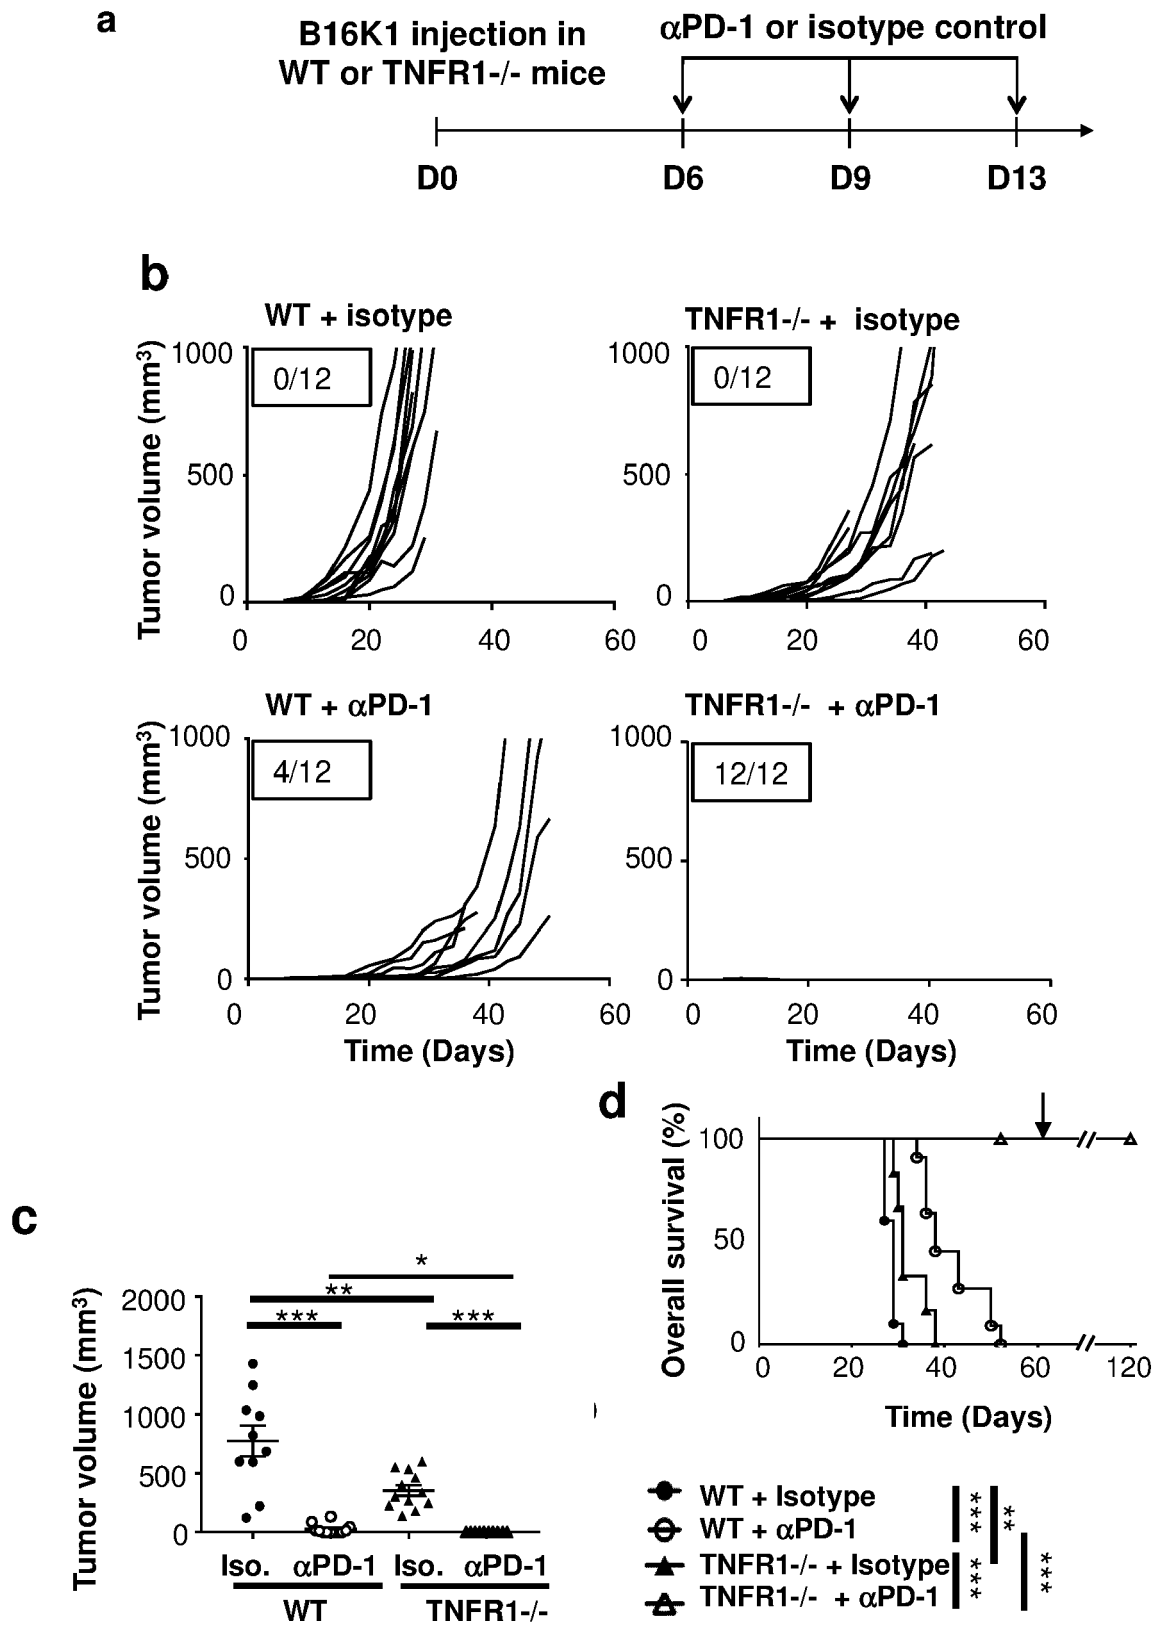 a
B16K1 injection in
WT or TNFR1-/- mice
αPD-1 or isotype control
D0 D6 D9 D13
b
WT + isotype
Tumor volume (mm³)
1000
500
0
0/12
0 20 40 60
TNFR1-/- + isotype
1000
500
0
0/12
0 20 40 60
WT + αPD-1
Tumor volume (mm³)
1000
500
0
4/12
0 20 40 60
Time (Days)
TNFR1-/- + αPD-1
1000
500
0
12/12
0 20 40 60
Time (Days)
c
Tumor volume (mm³)
2000
1500
1000
500
0
*
**
***
***
Iso. αPD-1 Iso. αPD-1
WT TNFR1-/-
d
Overall survival (%)
100
50
0
0 20 40 60 120
Time (Days)
WT + Isotype
WT + αPD-1
TNFR1-/- + Isotype
TNFR1-/- + αPD-1
***
**
***
***